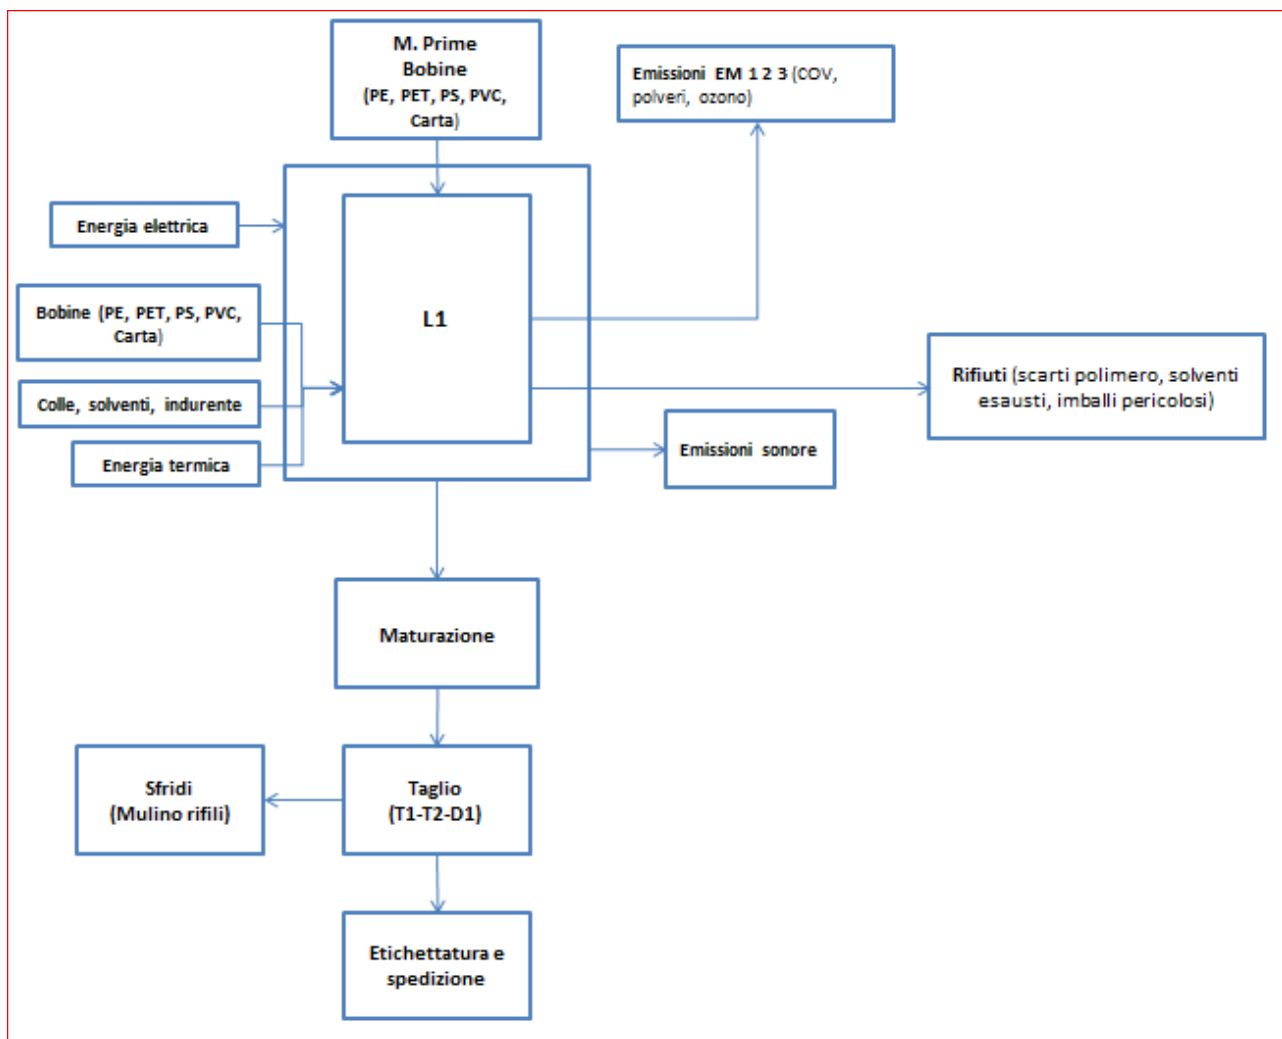 M. Prime
Bobine
(PE, PET, PS, PVC,
Carta)
Emissioni EM 1 2 3 (COV,
polveri, ozono)
Energia elettrica
Bobine (PE, PET, PS, PVC,
Carta)
L1
Colle, solventi, indurente
Energia termica
Rifiuti (scarti polimero, solventi
esausti, imballi pericolosi)
Emissioni sonore
Maturazione
Sfridi
(Mulino rifili)
Taglio
(T1-T2-D1)
Etichettatura e
spedizione